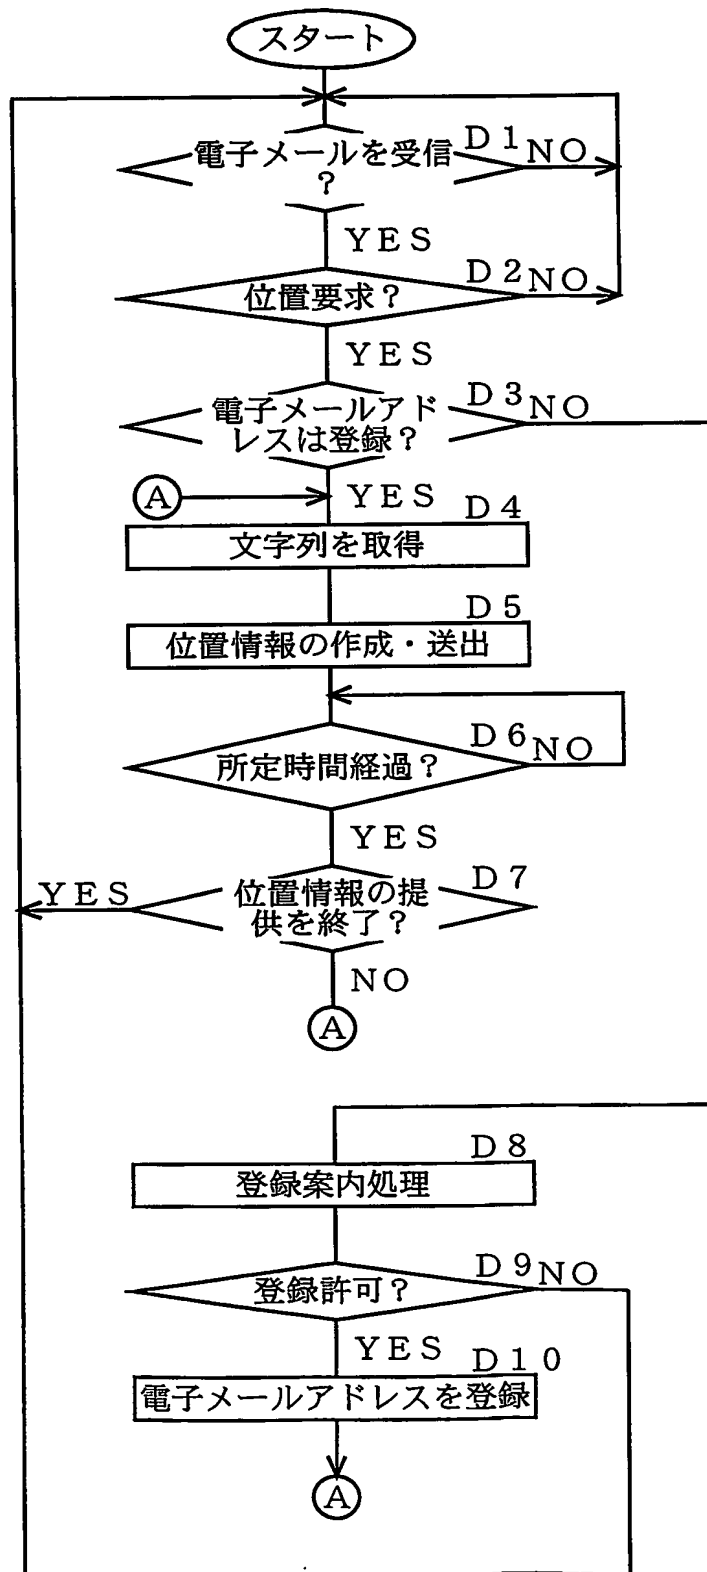 スタート
D1
電子メールを受信
?
NO
YES
D2
位置要求?
NO
YES
D3
電子メールアド
レスは登録?
NO
A
YES
D4
文字列を取得
D5
位置情報の作成・送出
D6
所定時間経過?
NO
YES
D7
YES
位置情報の提
供を終了?
NO
A
D8
登録案内処理
D9
登録許可?
NO
YES
D10
電子メールアドレスを登録
A